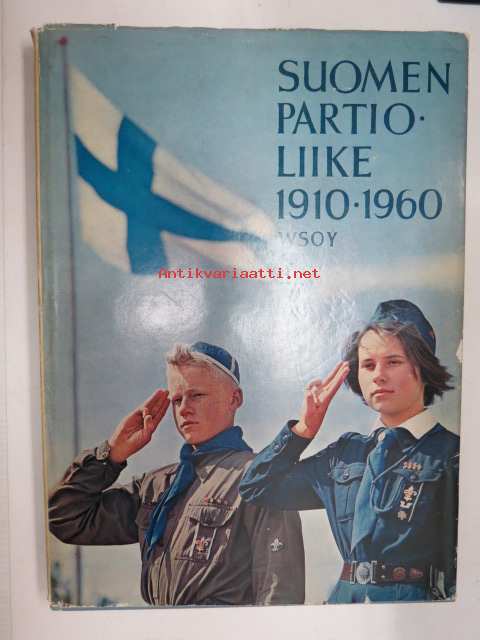 SUOMEN
PARTIO·
LIIKE
1910·1960
WSOY
Antikvariaatti.net